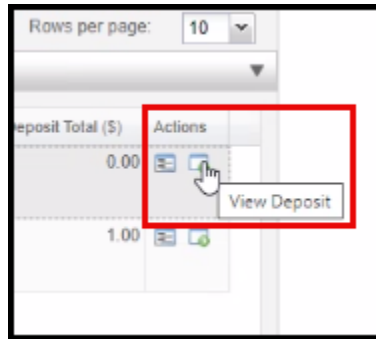 Rows per page: 10
eposit Total ($) Actions
0.00
View Deposit
1.00